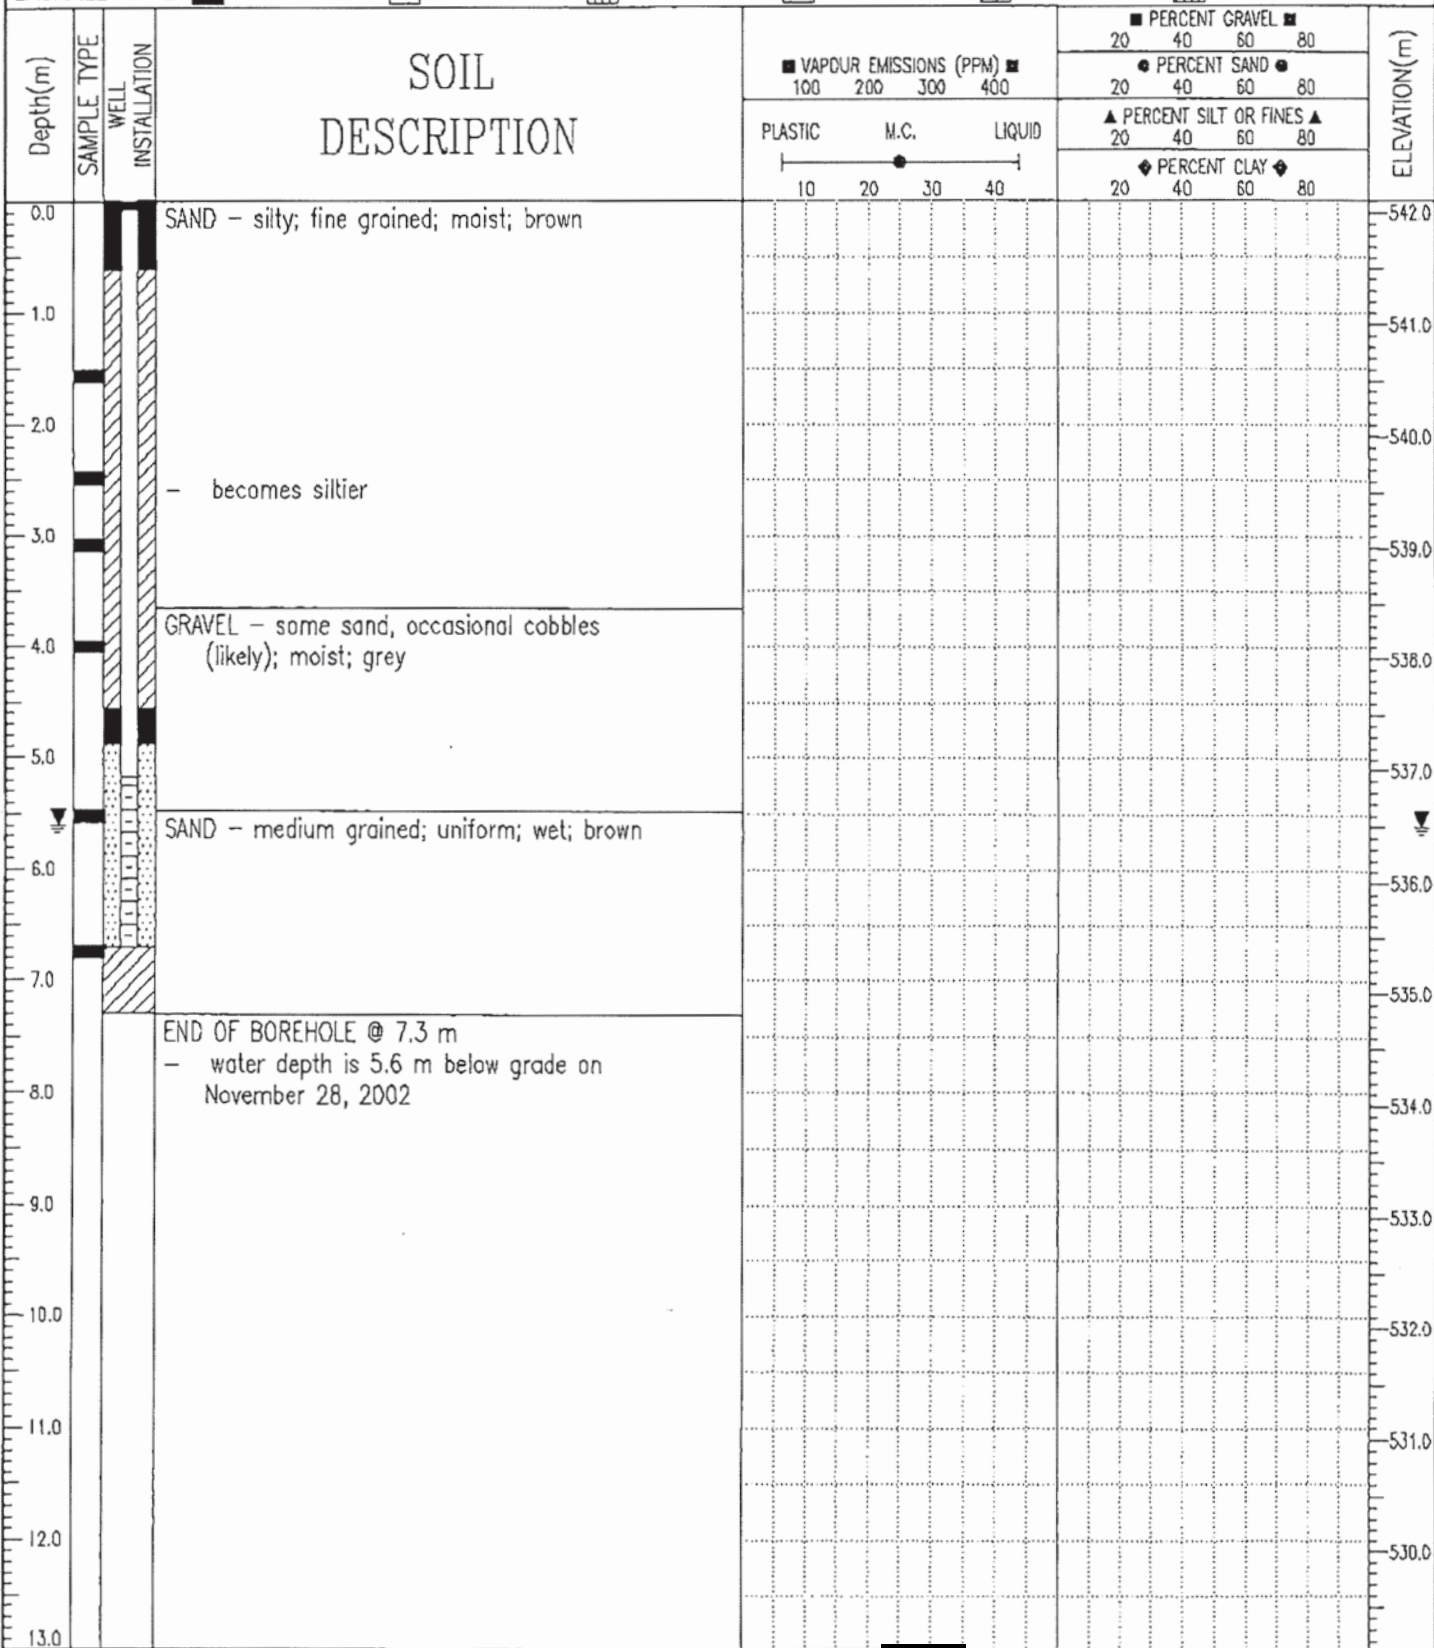 Depth(m)
SAMPLE TYPE
WELL
INSTALLATION
SOIL
DESCRIPTION
■ VAPOUR EMISSIONS (PPM) ■
100 200 300 400
PLASTIC M.C. LIQUID
10 20 30 40
■ PERCENT GRAVEL ■
20 40 60 80
● PERCENT SAND ●
20 40 60 80
▲ PERCENT SILT OR FINES ▲
20 40 60 80
◆ PERCENT CLAY ◆
20 40 60 80
ELEVATION(m)
0.0
SAND – silty; fine grained; moist; brown
542.0
1.0
541.0
2.0
540.0
– becomes siltier
3.0
539.0
GRAVEL – some sand, occasional cobbles
(likely); moist; grey
4.0
538.0
5.0
537.0
SAND – medium grained; uniform; wet; brown
6.0
536.0
7.0
535.0
END OF BOREHOLE @ 7.3 m
– water depth is 5.6 m below grade on
November 28, 2002
8.0
534.0
9.0
533.0
10.0
532.0
11.0
531.0
12.0
530.0
13.0